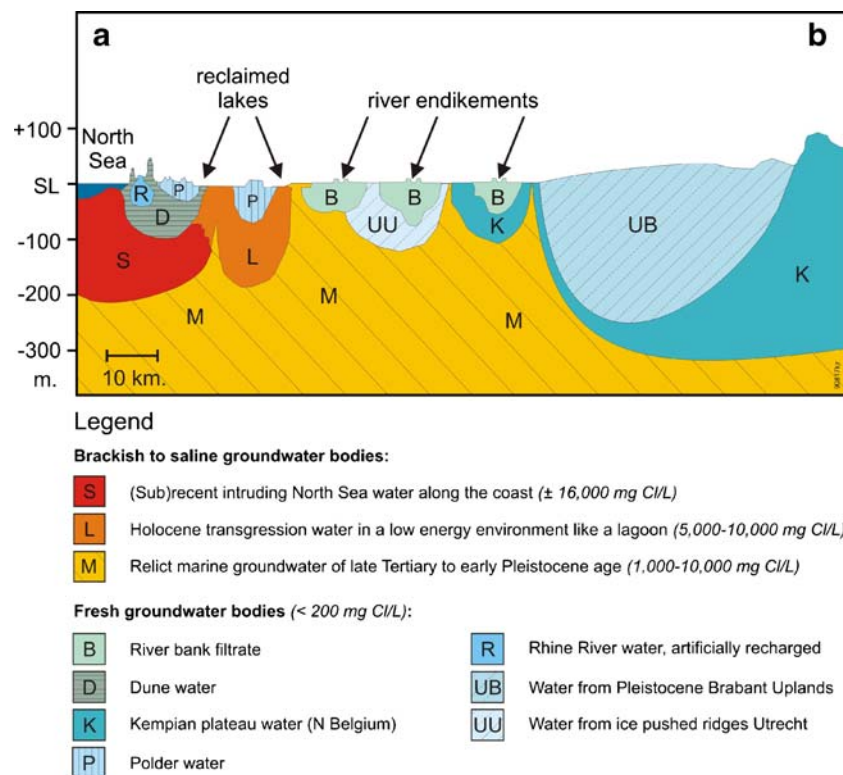 a
b
reclaimed
lakes
river endikements
+100
North
Sea
SL
R
P
D
P
B
B
B
UU
K
UB
-100
S
L
K
-200
M
M
M
-300
m.
10 km.
Legend
Brackish to saline groundwater bodies:
S (Sub)recent intruding North Sea water along the coast (± 16,000 mg Cl/L)
L Holocene transgression water in a low energy environment like a lagoon (5,000-10,000 mg Cl/L)
M Relict marine groundwater of late Tertiary to early Pleistocene age (1,000-10,000 mg Cl/L)
Fresh groundwater bodies (< 200 mg Cl/L):
B River bank filtrate
R Rhine River water, artificially recharged
D Dune water
UB Water from Pleistocene Brabant Uplands
K Kempian plateau water (N Belgium)
UU Water from ice pushed ridges Utrecht
P Polder water